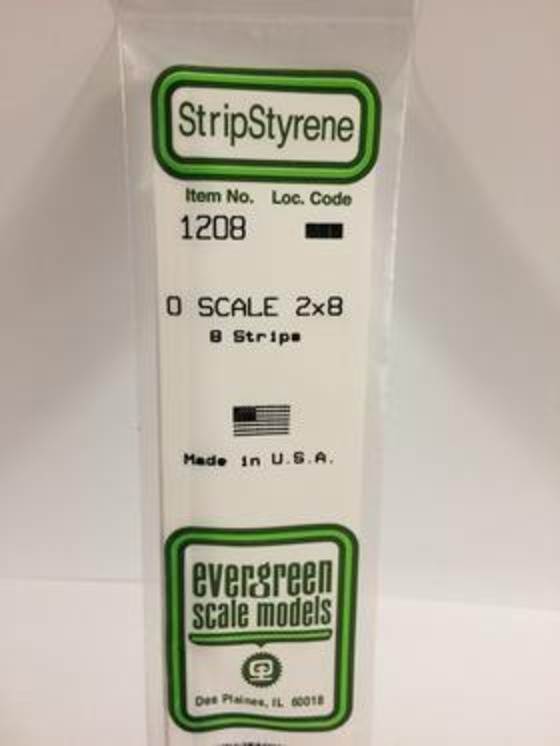 StripStyrene
Item No. Loc. Code
1208
O SCALE 2x8
8 Strips
Made in U.S.A.
evergreen
scale models
Des Plaines, IL 60018